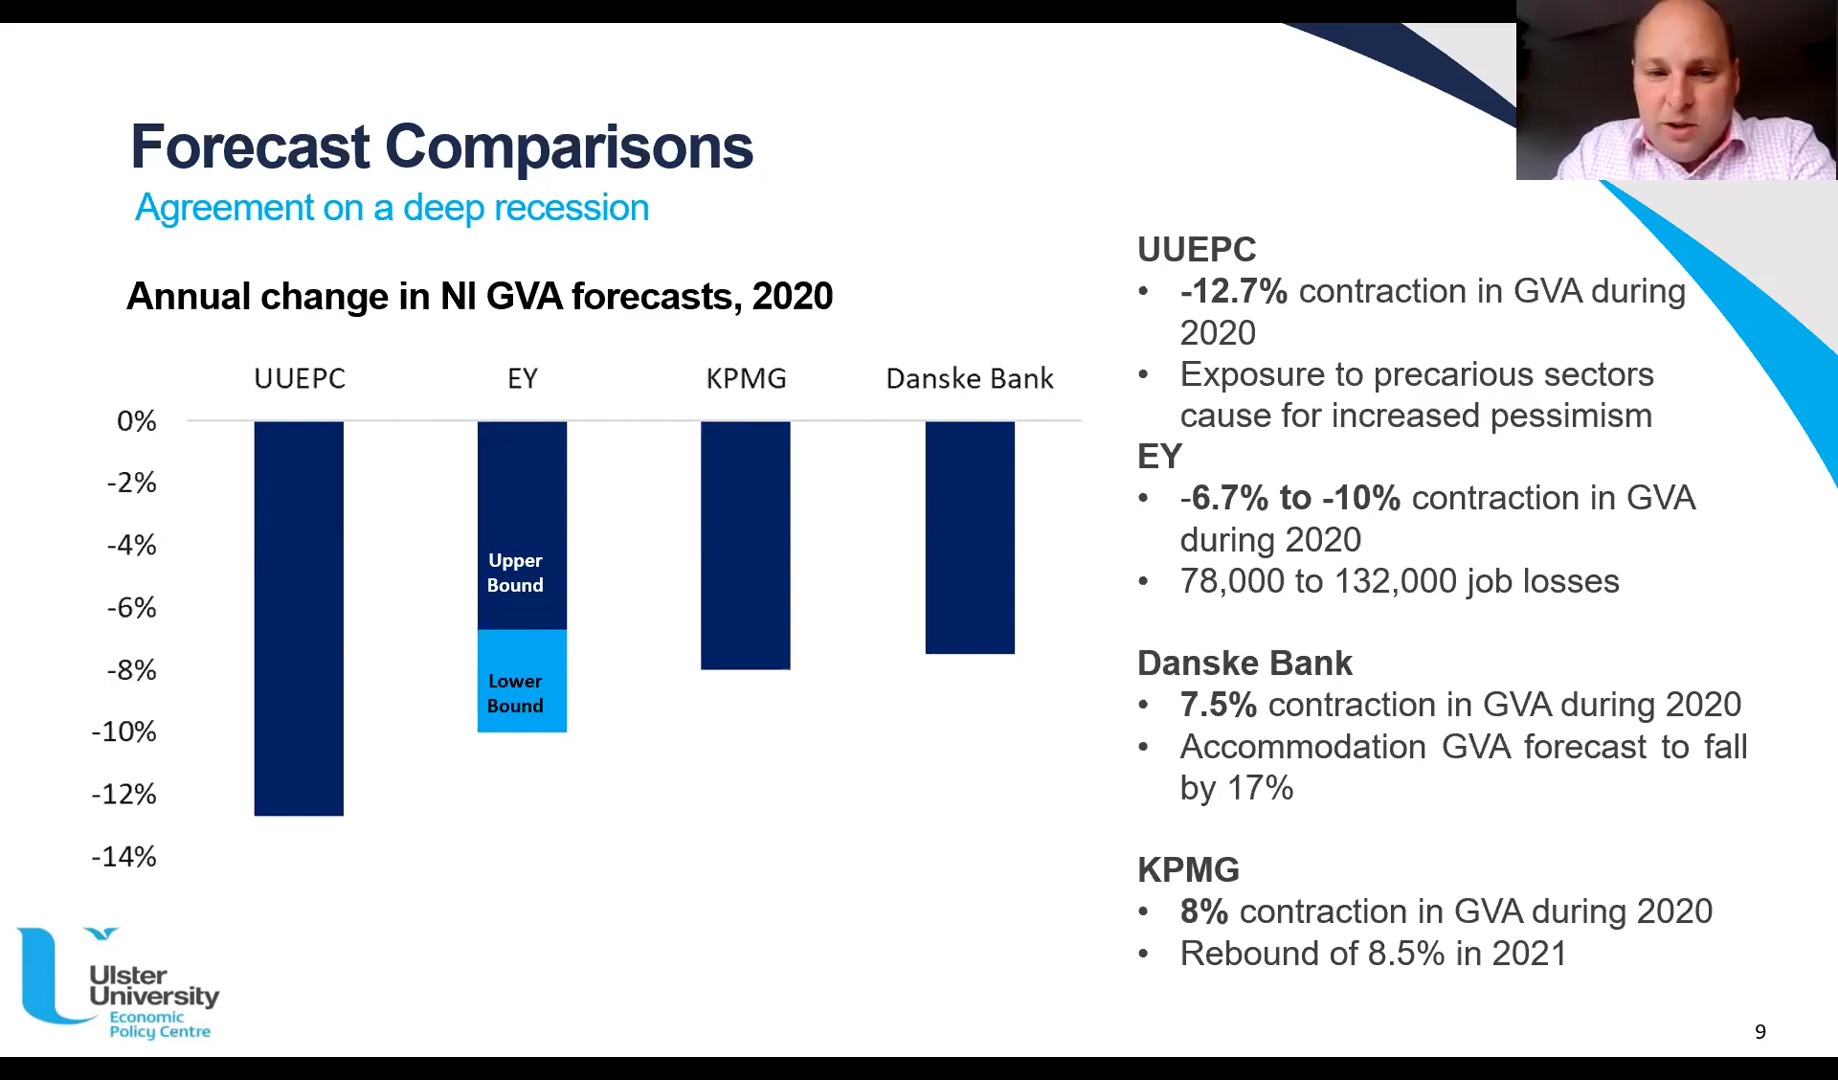 Forecast Comparisons
Agreement on a deep recession
Annual change in NI GVA forecasts, 2020
UUEPC EY KPMG Danske Bank
0%
-2%
-4%
-6%
-8%
-10%
-12%
-14%
Upper
Bound
Lower
Bound
UUEPC
• -12.7% contraction in GVA during
2020
• Exposure to precarious sectors
cause for increased pessimism
EY
• -6.7% to -10% contraction in GVA
during 2020
• 78,000 to 132,000 job losses
Danske Bank
• 7.5% contraction in GVA during 2020
• Accommodation GVA forecast to fall
by 17%
KPMG
• 8% contraction in GVA during 2020
• Rebound of 8.5% in 2021
Ulster
University
Economic
Policy Centre
9